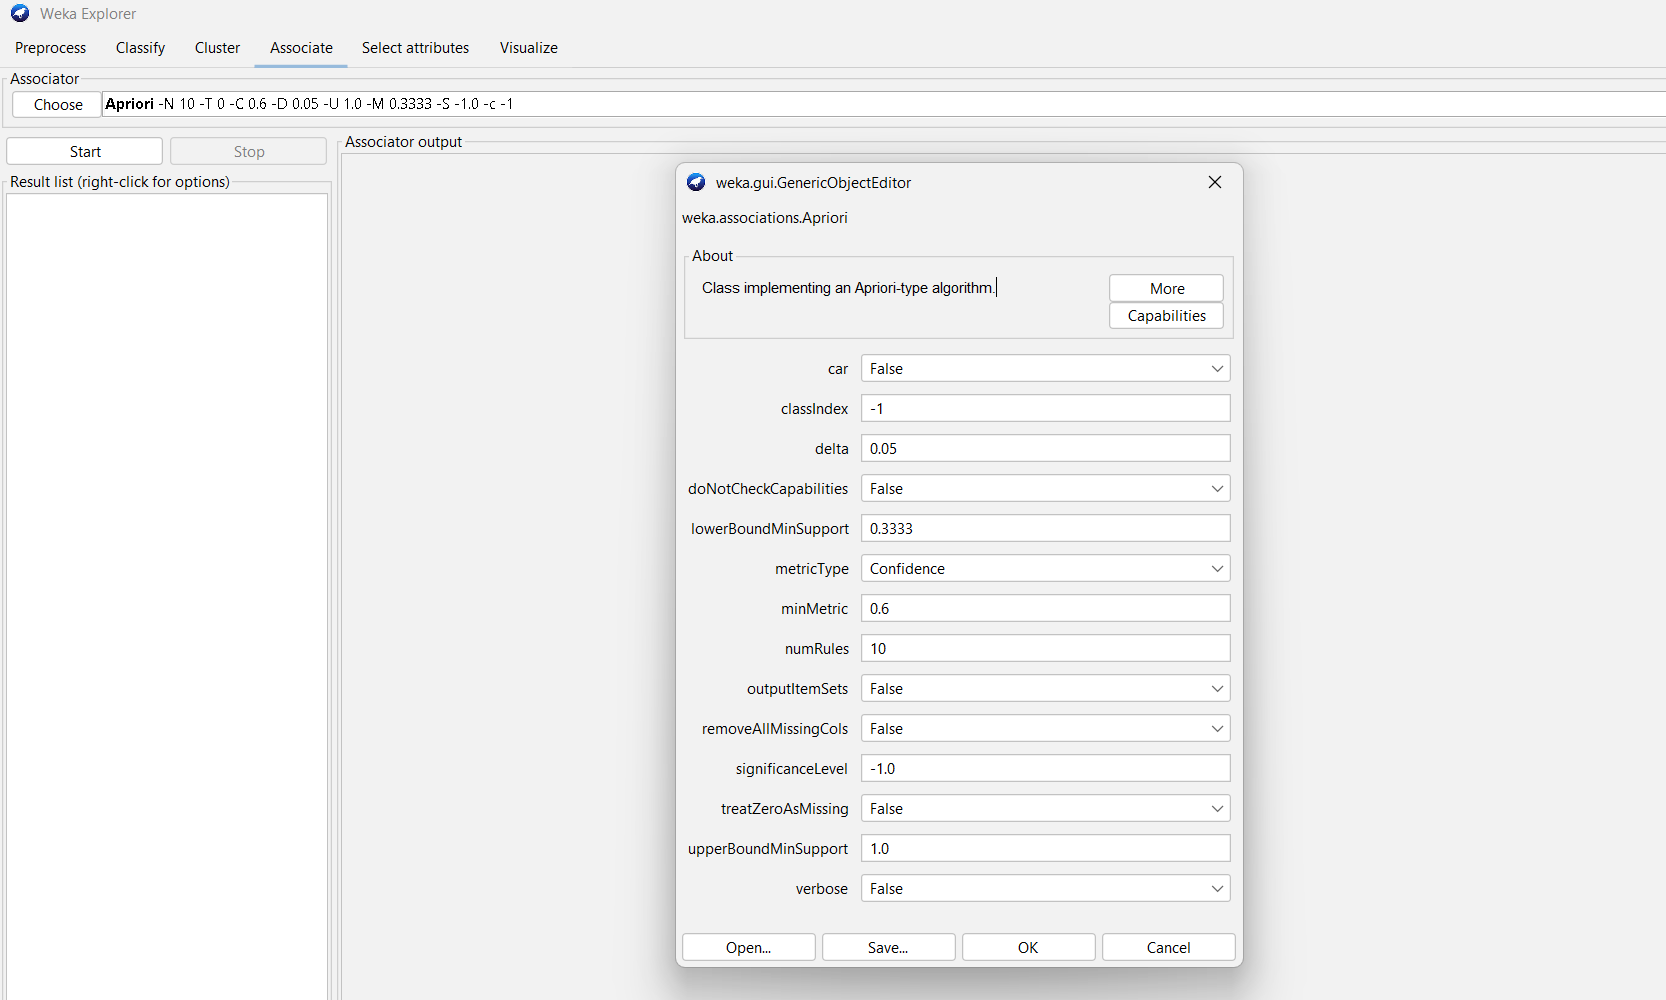 Weka Explorer
Preprocess Classify Cluster Associate Select attributes Visualize
Associator
Choose Apriori -N 10 -T 0 -C 0.6 -D 0.05 -U 1.0 -M 0.3333 -S -1.0 -c -1
Start Stop
Result list (right-click for options)
Associator output
weka.gui.GenericObjectEditor
weka.associations.Apriori
About
Class implementing an Apriori-type algorithm.
More
Capabilities
car False
classIndex -1
delta 0.05
doNotCheckCapabilities False
lowerBoundMinSupport 0.3333
metricType Confidence
minMetric 0.6
numRules 10
outputItemSets False
removeAllMissingCols False
significanceLevel -1.0
treatZeroAsMissing False
upperBoundMinSupport 1.0
verbose False
Open... Save... OK Cancel